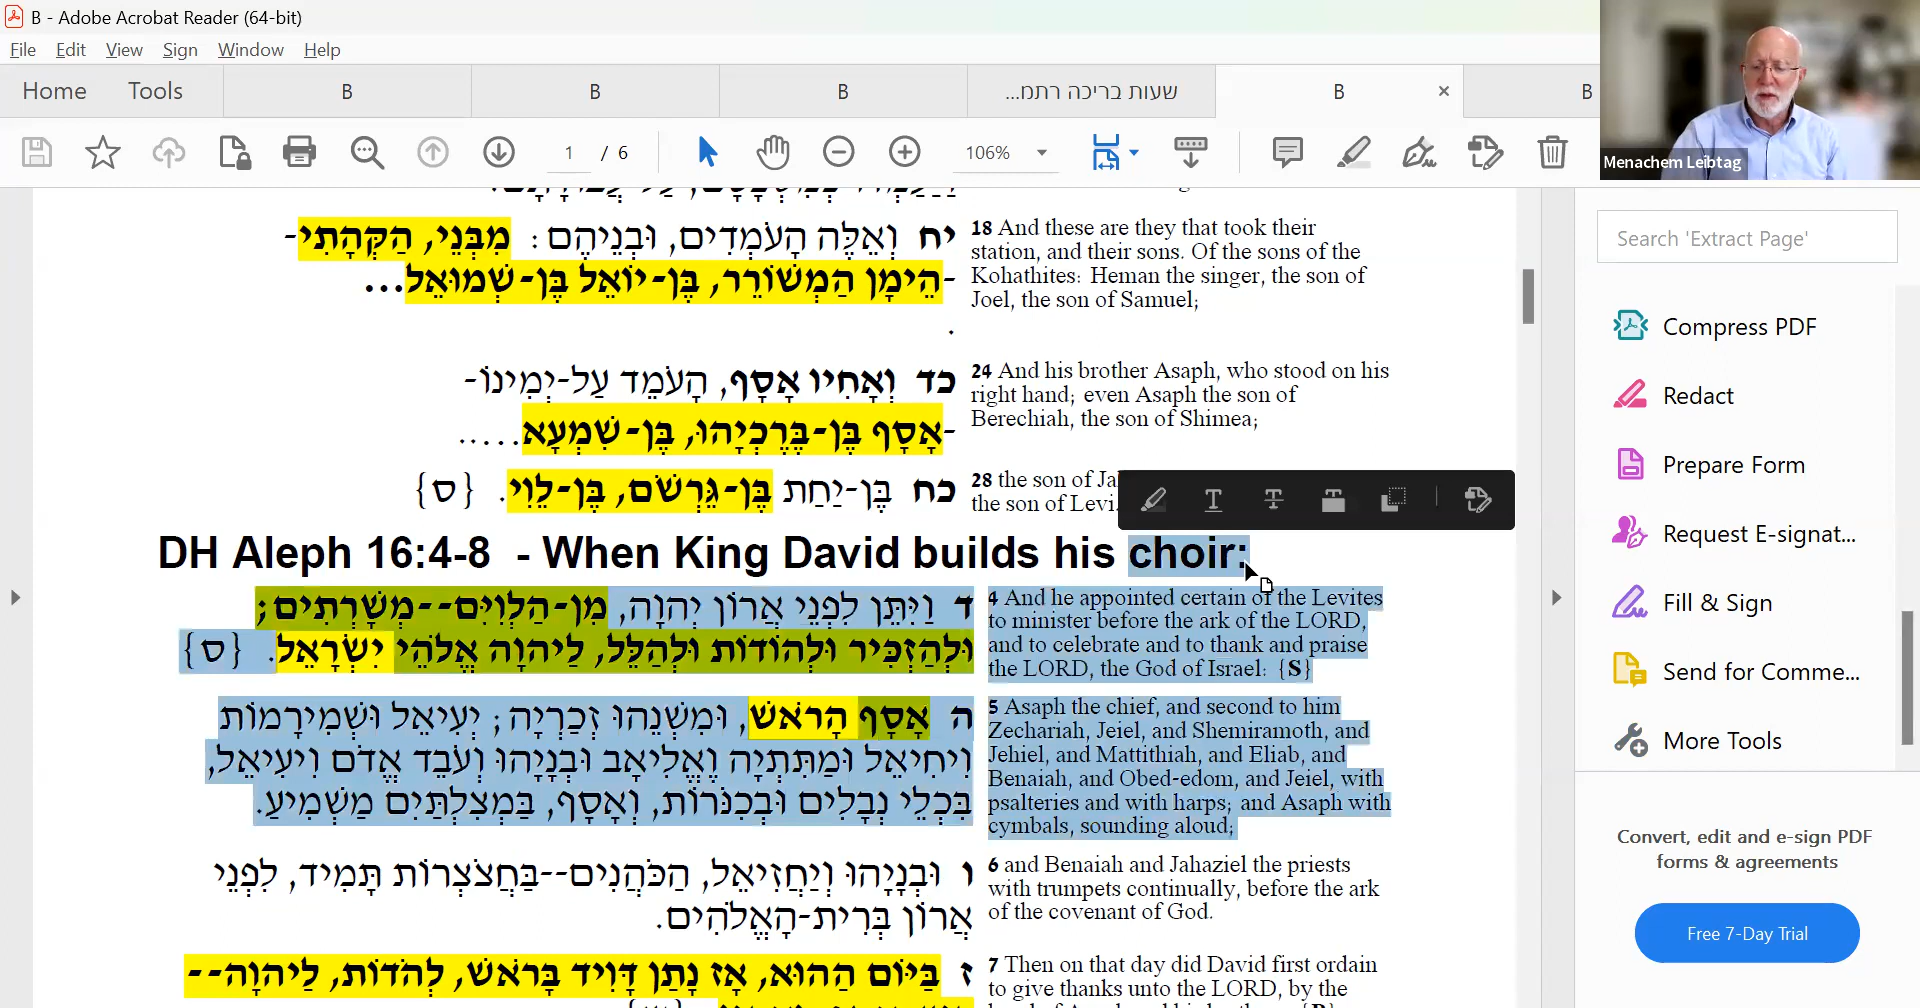 B - Adobe Acrobat Reader (64-bit)
File Edit View Sign Window Help
Home Tools B B B שעות בריכה רתמ... B × B
1 / 6 106%
Menachem Leibtag
יח וְאֵלֶּה הָעֹמְדִים, וּבְנֵיהֶם: מִבְּנֵי, הַקְּהָתִי-
-הֵימָן הַמְשׁוֹרֵר, בֶּן-יוֹאֵל בֶּן-שְׁמוּאֵל...
.
18 And these are they that took their
station, and their sons. Of the sons of the
Kohathites: Heman the singer, the son of
Joel, the son of Samuel;
כד וְאָחִיו אָסָף, הָעֹמֵד עַל-יְמִינוֹ-
-אָסָף בֶּן-בֶּרֶכְיָהוּ, בֶּן-שִׁמְעָא.....
24 And his brother Asaph, who stood on his
right hand; even Asaph the son of
Berechiah, the son of Shimea;
כח בֶּן-יַחַת בֶּן-גֵּרְשֹׁם, בֶּן-לֵוִי. {ס}
28 the son of Ja
the son of Levi.
DH Aleph 16:4-8 - When King David builds his choir:
ד וַיִּתֵּן לִפְנֵי אֲרוֹן יְהוָה, מִן-הַלְוִיִּם--מְשָׁרְתִים;
וּלְהַזְכִּיר וּלְהוֹדוֹת וּלְהַלֵּל, לַיהוָה אֱלֹהֵי יִשְׂרָאֵל. {ס}
4 And he appointed certain of the Levites
to minister before the ark of the LORD,
and to celebrate and to thank and praise
the LORD, the God of Israel: {S}
ה אָסָף הָרֹאשׁ, וּמִשְׁנֵהוּ זְכַרְיָה; יְעִיאֵל וּשְׁמִירָמוֹת
וִיחִיאֵל וּמַתִּתְיָה וֶאֱלִיאָב וּבְנָיָהוּ וְעֹבֵד אֱדֹם וִיעִיאֵל,
בִּכְלֵי נְבָלִים וּבְכִנֹּרוֹת, וְאָסָף, בַּמְצִלְתַּיִם מַשְׁמִיעַ.
5 Asaph the chief, and second to him
Zechariah, Jeiel, and Shemiramoth, and
Jehiel, and Mattithiah, and Eliab, and
Benaiah, and Obed-edom, and Jeiel, with
psalteries and with harps; and Asaph with
cymbals, sounding aloud;
ו וּבְנָיָהוּ וְיַחֲזִיאֵל, הַכֹּהֲנִים--בַּחֲצֹצְרוֹת תָּמִיד, לִפְנֵי
אֲרוֹן בְּרִית-הָאֱלֹהִים.
6 and Benaiah and Jahaziel the priests
with trumpets continually, before the ark
of the covenant of God.
ז בַּיּוֹם הַהוּא, אָז נָתַן דָּוִיד בָּרֹאשׁ, לְהֹדוֹת, לַיהוָה--
7 Then on that day did David first ordain
to give thanks unto the LORD, by the
Search 'Extract Page'
Compress PDF
Redact
Prepare Form
Request E-signat...
Fill & Sign
Send for Comme...
More Tools
Convert, edit and e-sign PDF
forms & agreements
Free 7-Day Trial